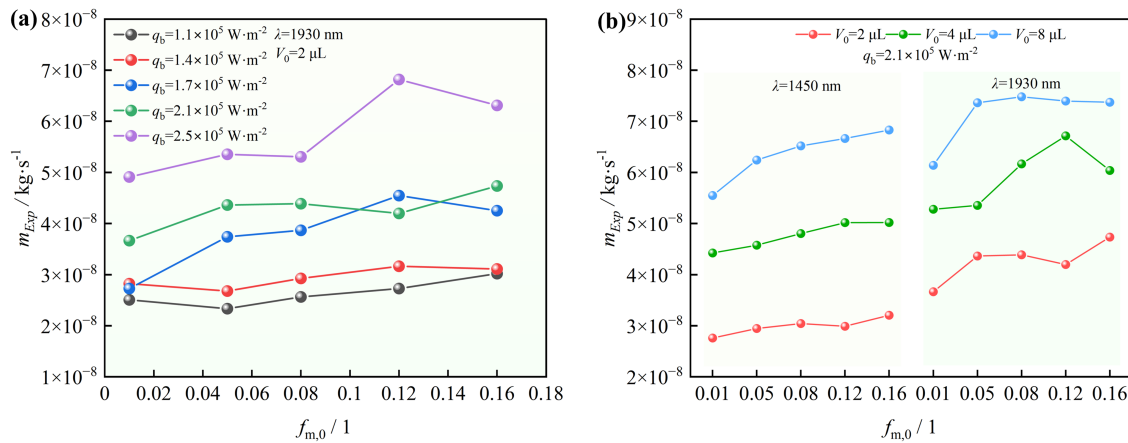 (a)
8×10⁻⁸
7×10⁻⁸
6×10⁻⁸
5×10⁻⁸
4×10⁻⁸
3×10⁻⁸
2×10⁻⁸
1×10⁻⁸
m_Exp / kg·s⁻¹
q_b=1.1×10⁵ W·m⁻² λ=1930 nm
q_b=1.4×10⁵ W·m⁻² V₀=2 μL
q_b=1.7×10⁵ W·m⁻²
q_b=2.1×10⁵ W·m⁻²
q_b=2.5×10⁵ W·m⁻²
0 0.02 0.04 0.06 0.08 0.1 0.12 0.14 0.16 0.18
f_m,0 / 1
(b)
9×10⁻⁸
8×10⁻⁸
7×10⁻⁸
6×10⁻⁸
5×10⁻⁸
4×10⁻⁸
3×10⁻⁸
2×10⁻⁸
m_Exp / kg·s⁻¹
V₀=2 μL V₀=4 μL V₀=8 μL
q_b=2.1×10⁵ W·m⁻²
λ=1450 nm λ=1930 nm
0.01 0.05 0.08 0.12 0.16 0.01 0.05 0.08 0.12 0.16
f_m,0 / 1